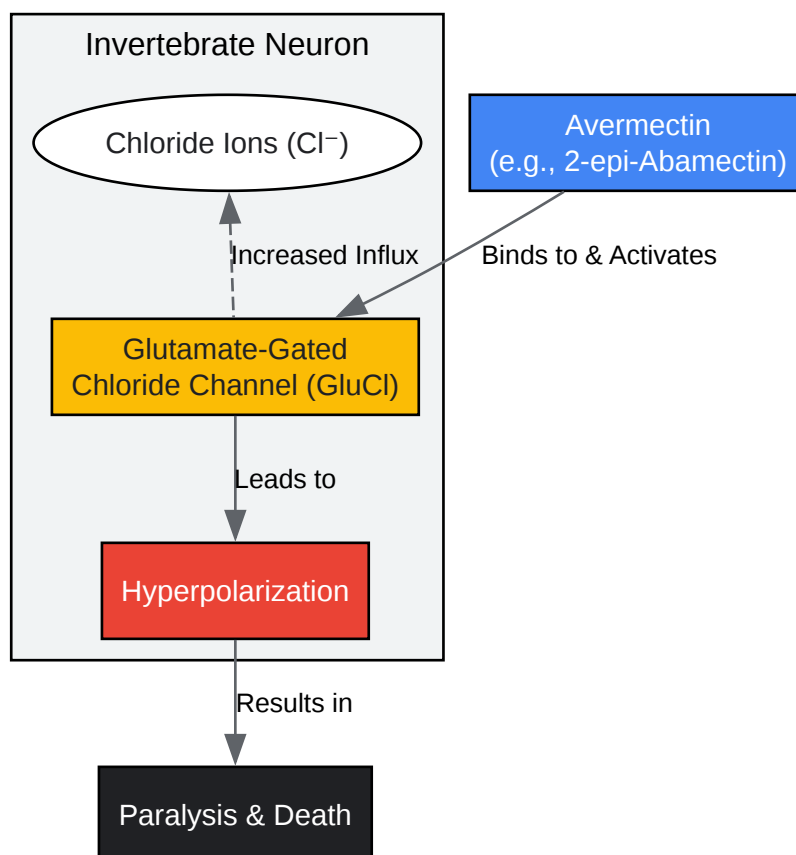 Invertebrate Neuron
Chloride Ions (Cl⁻)
Avermectin
(e.g., 2-epi-Abamectin)
Increased Influx
Binds to & Activates
Glutamate-Gated
Chloride Channel (GluCl)
Leads to
Hyperpolarization
Results in
Paralysis & Death